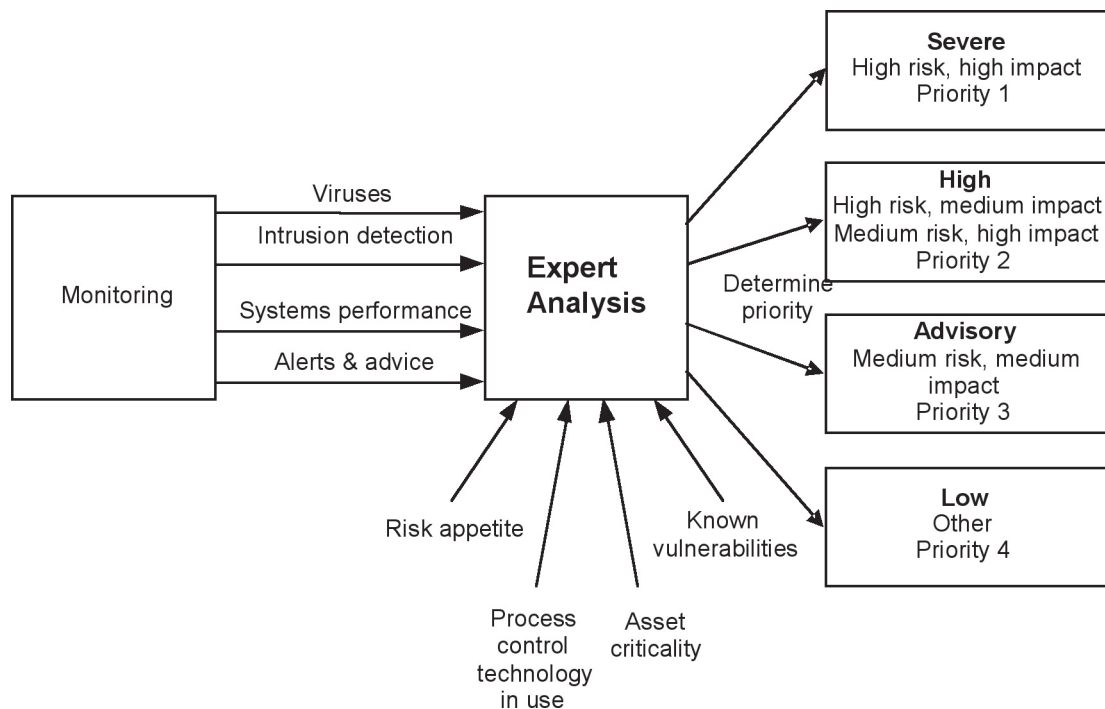 Severe
High risk, high impact
Priority 1
High
High risk, medium impact
Medium risk, high impact
Priority 2
Viruses
Intrusion detection
Monitoring
Systems performance
Alerts & advice
Expert
Analysis
Determine
priority
Advisory
Medium risk, medium
impact
Priority 3
Low
Other
Priority 4
Risk appetite
Known
vulnerabilities
Process
control
technology
in use
Asset
criticality